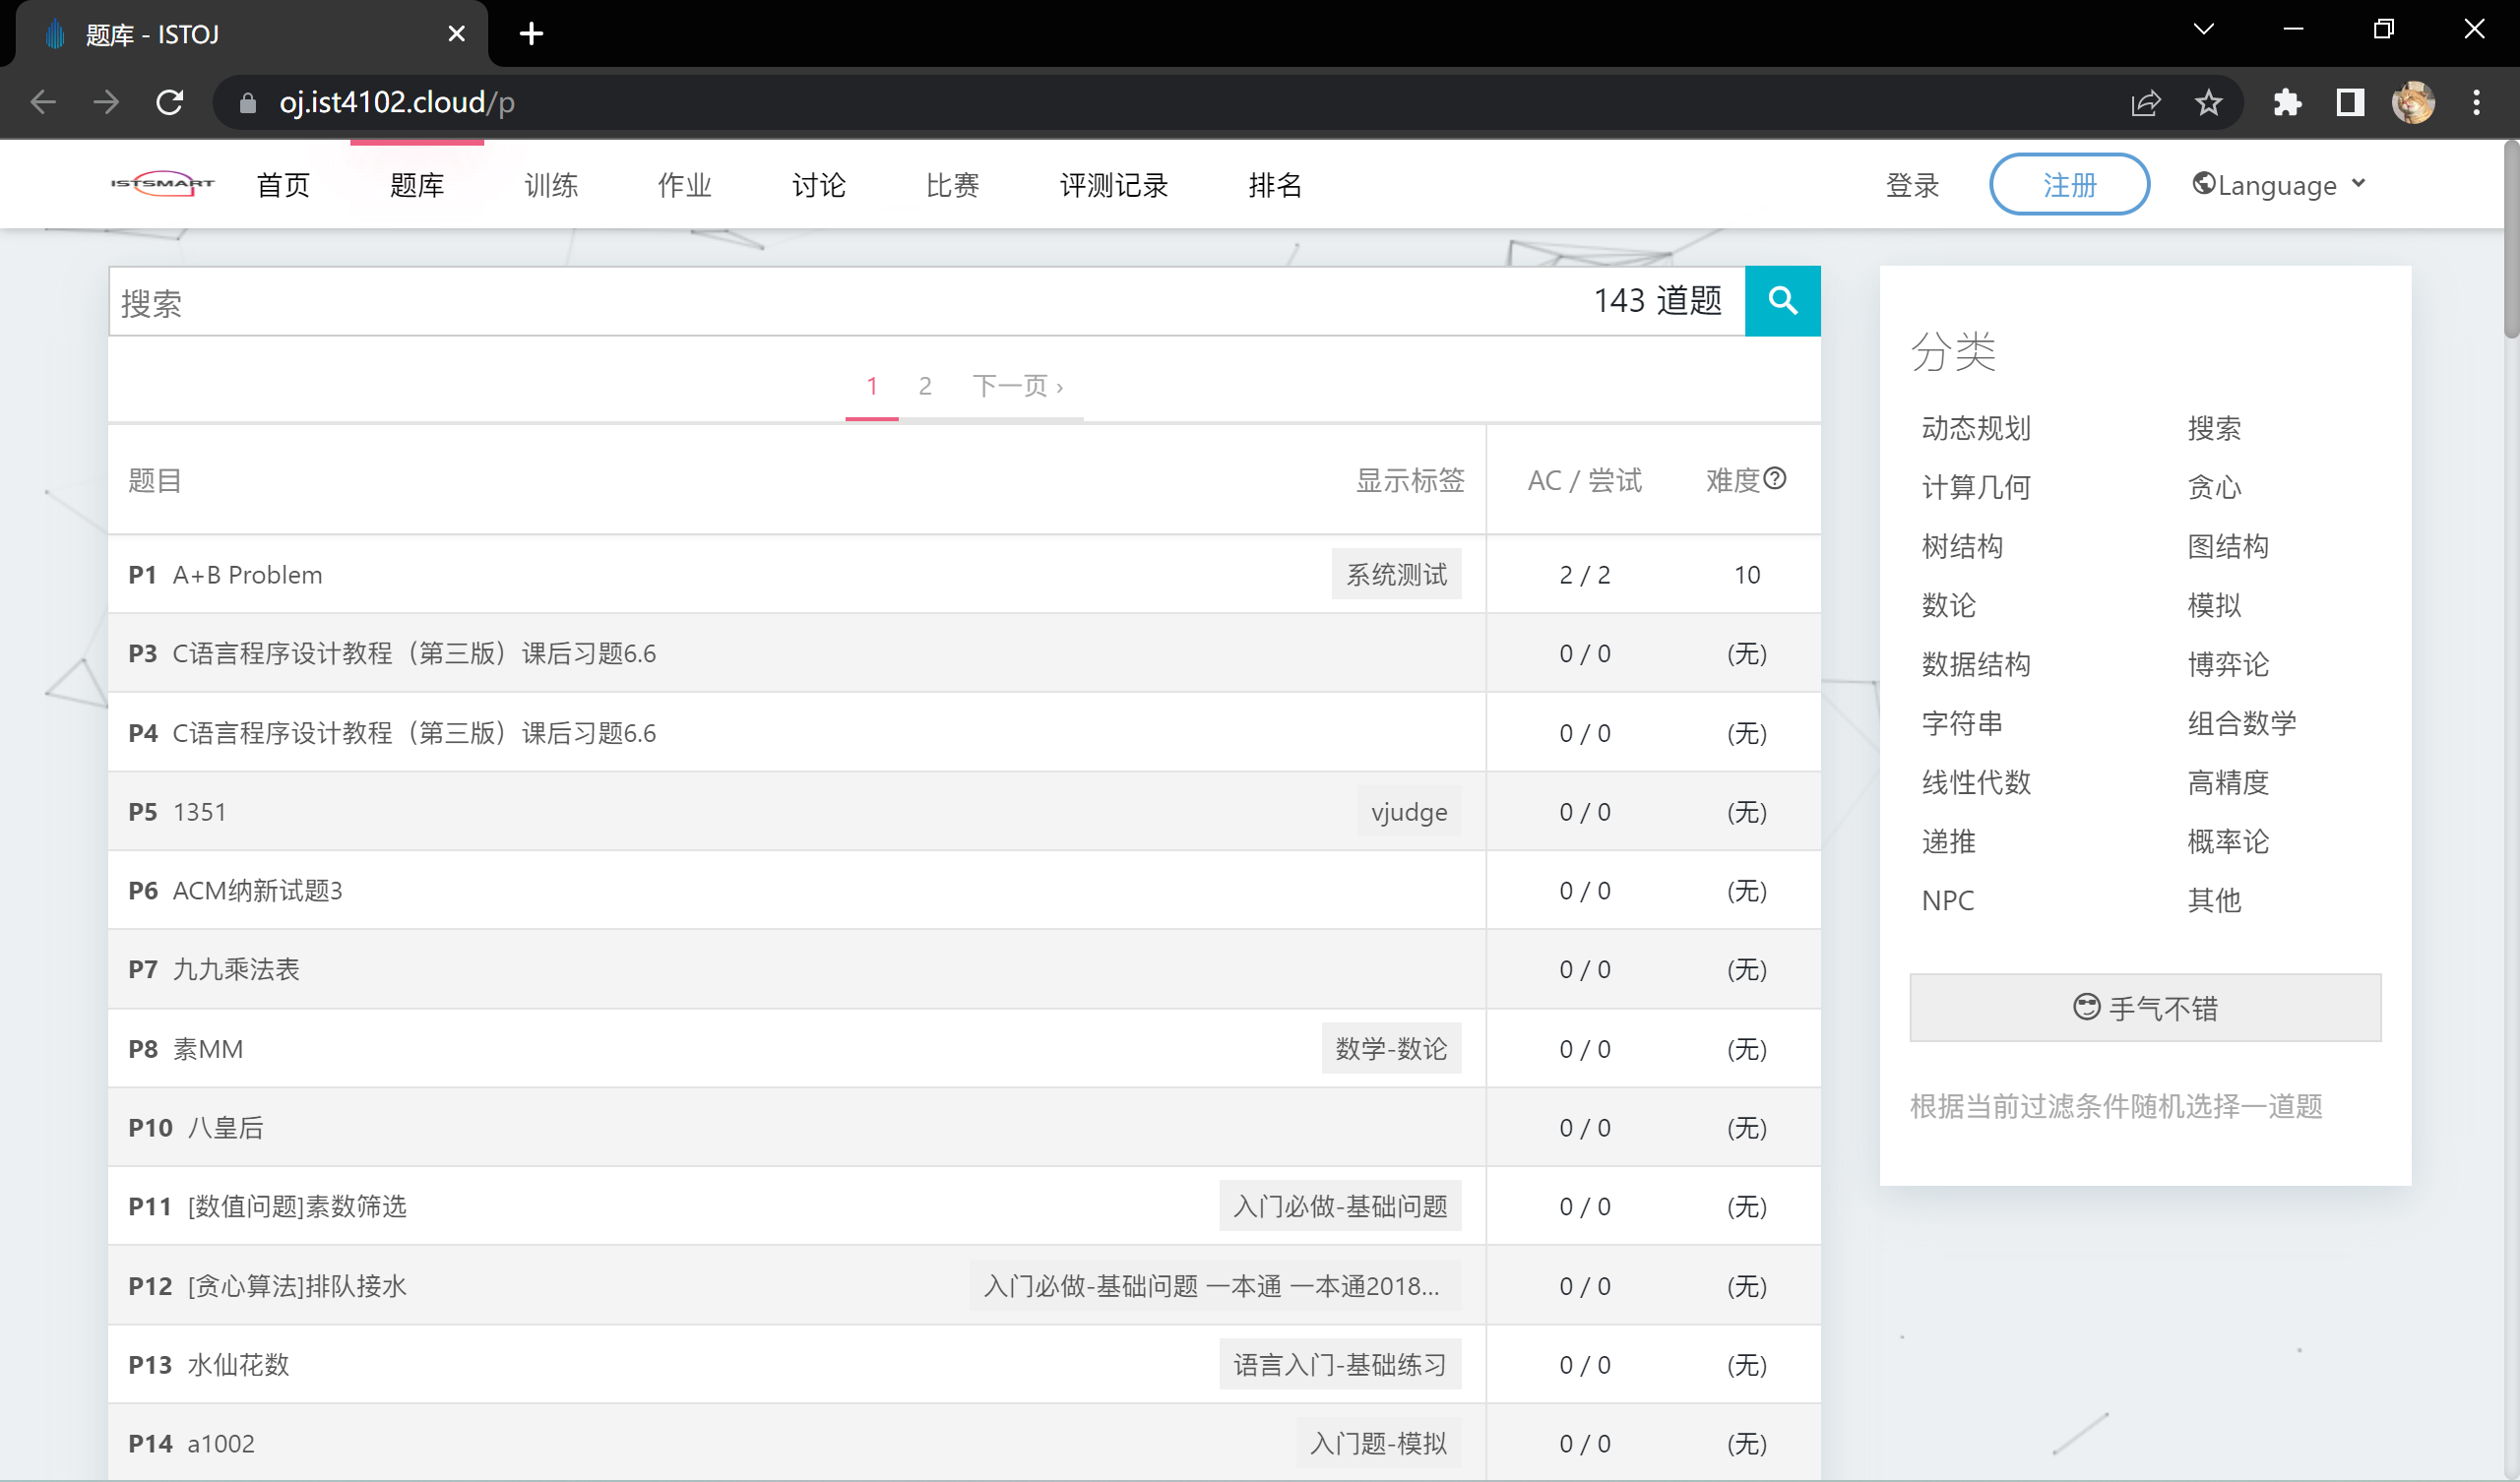 题库 - ISTOJ
oj.ist4102.cloud/p
ISTSMART 首页 题库 训练 作业 讨论 比赛 评测记录 排名 登录 注册 Language
搜索 143 道题
1 2 下一页 ›
题目 显示标签 AC / 尝试 难度
P1 A+B Problem 系统测试 2 / 2 10
P3 C语言程序设计教程（第三版）课后习题6.6 0 / 0 (无)
P4 C语言程序设计教程（第三版）课后习题6.6 0 / 0 (无)
P5 1351 vjudge 0 / 0 (无)
P6 ACM纳新试题3 0 / 0 (无)
P7 九九乘法表 0 / 0 (无)
P8 素MM 数学-数论 0 / 0 (无)
P10 八皇后 0 / 0 (无)
P11 [数值问题]素数筛选 入门必做-基础问题 0 / 0 (无)
P12 [贪心算法]排队接水 入门必做-基础问题 一本通 一本通2018... 0 / 0 (无)
P13 水仙花数 语言入门-基础练习 0 / 0 (无)
P14 a1002 入门题-模拟 0 / 0 (无)
分类
动态规划 搜索
计算几何 贪心
树结构 图结构
数论 模拟
数据结构 博弈论
字符串 组合数学
线性代数 高精度
递推 概率论
NPC 其他
手气不错
根据当前过滤条件随机选择一道题